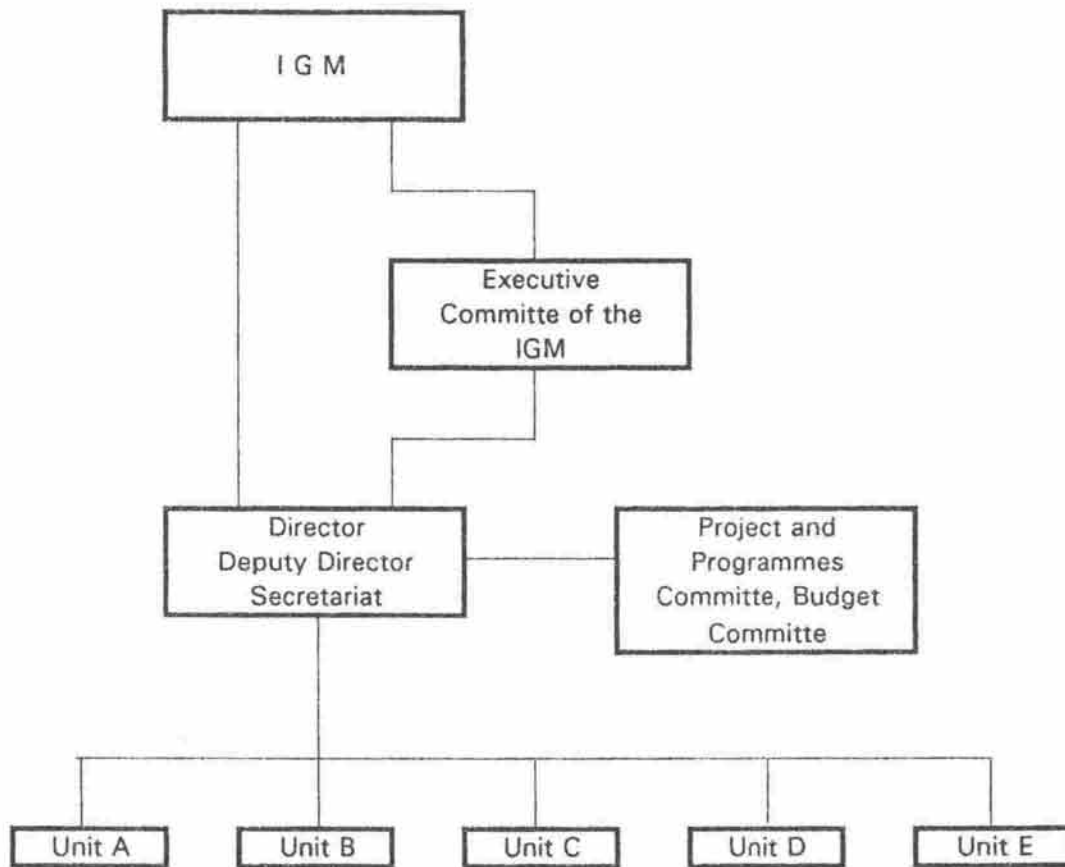 I G M
Executive
Committe of the
IGM
Director
Deputy Director
Secretariat
Project and
Programmes
Committe, Budget
Committe
Unit A
Unit B
Unit C
Unit D
Unit E